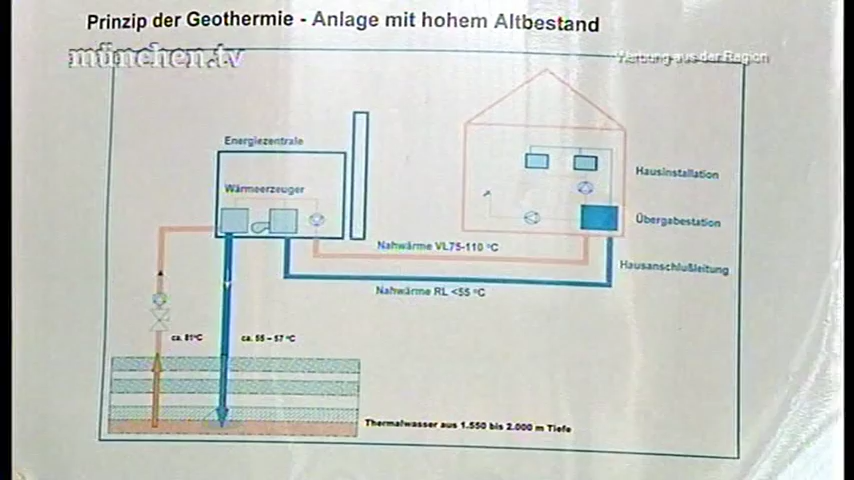 Prinzip der Geothermie - Anlage mit hohem Altbestand
münchen.tv
Werbung aus der Region
Energiezentrale
Wärmeerzeuger
Hausinstallation
Übergabestation
Nahwärme VL75-110 °C
Hausanschlußleitung
Nahwärme RL <55 °C
ca. 81°C
ca. 55 – 57 °C
Thermalwasser aus 1.550 bis 2.000 m Tiefe